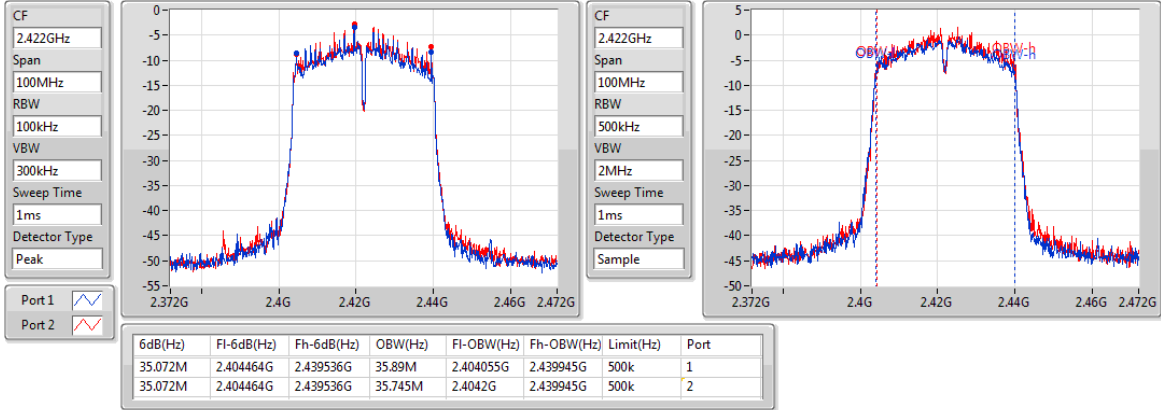 CF
2.422GHz
Span
100MHz
RBW
100kHz
VBW
300kHz
Sweep Time
1ms
Detector Type
Peak
Port 1
Port 2
0
-5
-10
-15
-20
-25
-30
-35
-40
-45
-50
-55
2.372G 2.4G 2.42G 2.44G 2.46G 2.472G
CF
2.422GHz
Span
100MHz
RBW
500kHz
VBW
2MHz
Sweep Time
1ms
Detector Type
Sample
5
0
-5
-10
-15
-20
-25
-30
-35
-40
-45
-50
OBW-h
2.372G 2.4G 2.42G 2.44G 2.46G 2.472G
6dB(Hz) Fl-6dB(Hz) Fh-6dB(Hz) OBW(Hz) Fl-OBW(Hz) Fh-OBW(Hz) Limit(Hz) Port
35.072M 2.404464G 2.439536G 35.89M 2.404055G 2.439945G 500k 1
35.072M 2.404464G 2.439536G 35.745M 2.4042G 2.439945G 500k 2